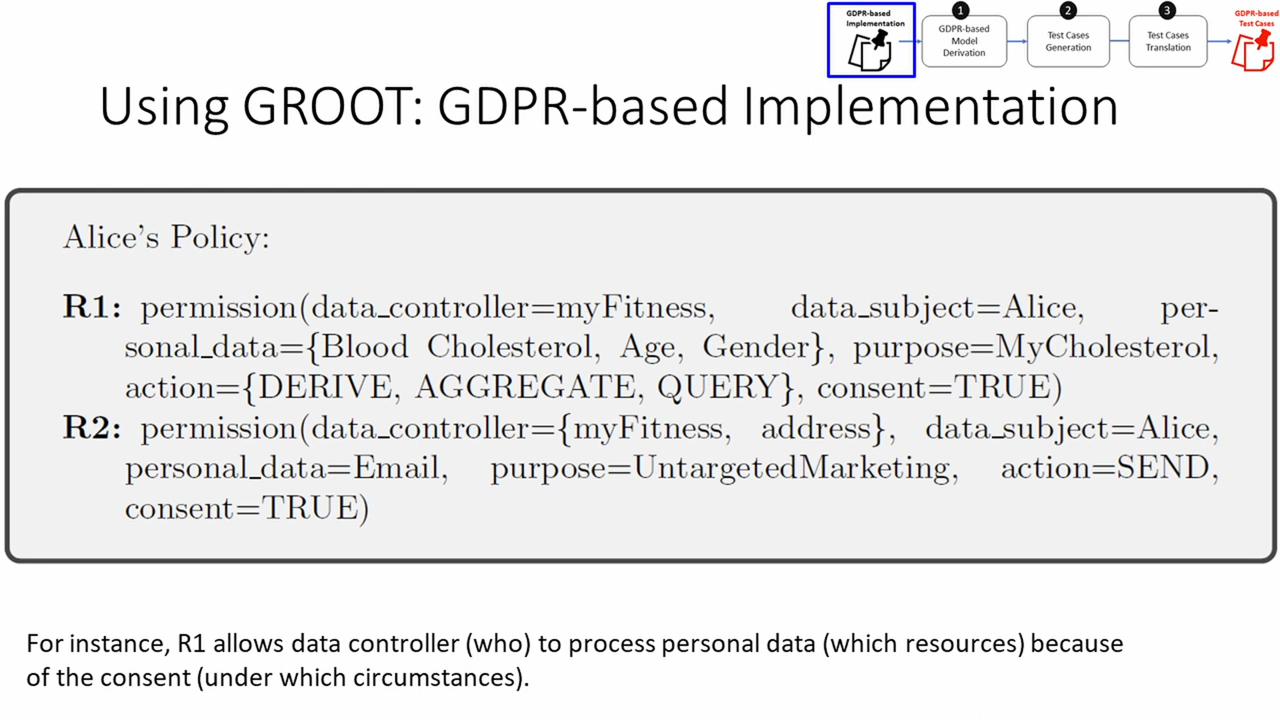 GDPR-based
Implementation
1
GDPR-based
Model
Derivation
2
Test Cases
Generation
3
Test Cases
Translation
GDPR-based
Test Cases
Using GROOT: GDPR-based Implementation
Alice's Policy:
R1: permission(data_controller=myFitness, data_subject=Alice, per-
sonal_data={Blood Cholesterol, Age, Gender}, purpose=MyCholesterol,
action={DERIVE, AGGREGATE, QUERY}, consent=TRUE)
R2: permission(data_controller={myFitness, address}, data_subject=Alice,
personal_data=Email, purpose=UntargetedMarketing, action=SEND,
consent=TRUE)
For instance, R1 allows data controller (who) to process personal data (which resources) because
of the consent (under which circumstances).